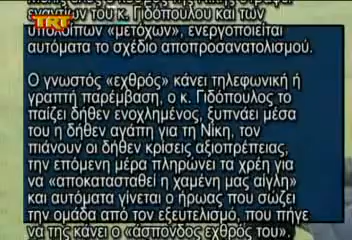 TRT
εναντίων του κ. Γιδόπουλου και των
υπολοίπων «μετόχων», ενεργοποιείται
αυτόματα το σχέδιο αποπροσανατολισμού.
Ο γνωστός «εχθρός» κάνει τηλεφωνική ή
γραπτή παρέμβαση, ο κ. Γιδόπουλος το
παίζει δήθεν ενοχλημένος, ξυπνάει μέσα
του η δήθεν αγάπη για τη Νίκη, τον
πιάνουν οι δήθεν κρίσεις αξιοπρέπειας,
την επόμενη μέρα πληρώνει τα χρέη για
να «αποκατασταθεί η χαμένη μας αίγλη»
και αυτόματα γίνεται ο ήρωας που σώζει
την ομάδα από τον εξευτελισμό, που πήγε
να της κάνει ο «άσπονδος εχθρός του».